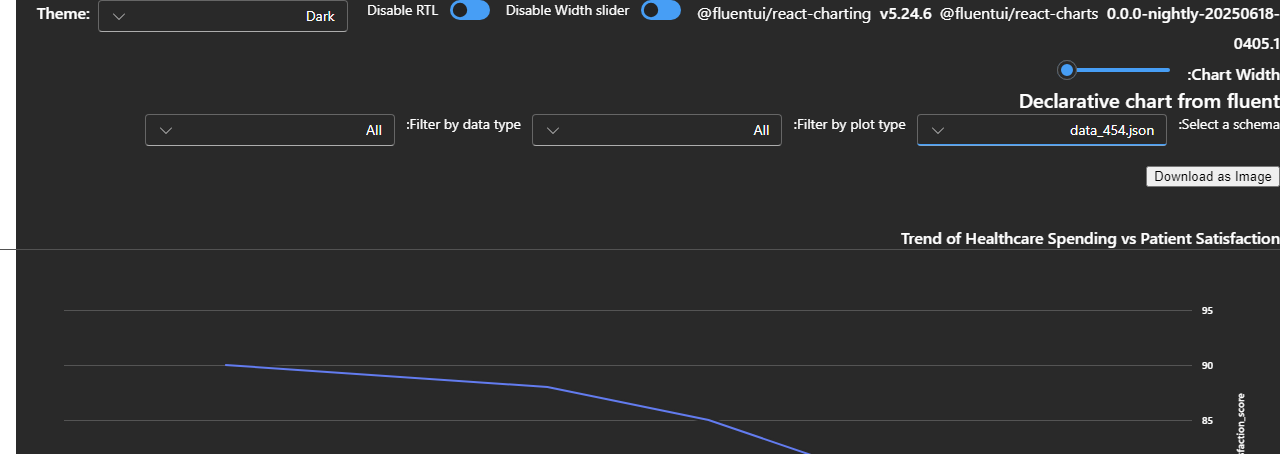 Theme:
Dark
Disable RTL
Disable Width slider
@fluentui/react-charting v5.24.6 @fluentui/react-charts 0.0.0-nightly-20250618-
0405.1
:Chart Width
Declarative chart from fluent
:Select a schema
data_454.json
:Filter by plot type
All
:Filter by data type
All
Download as Image
Trend of Healthcare Spending vs Patient Satisfaction
95
90
85